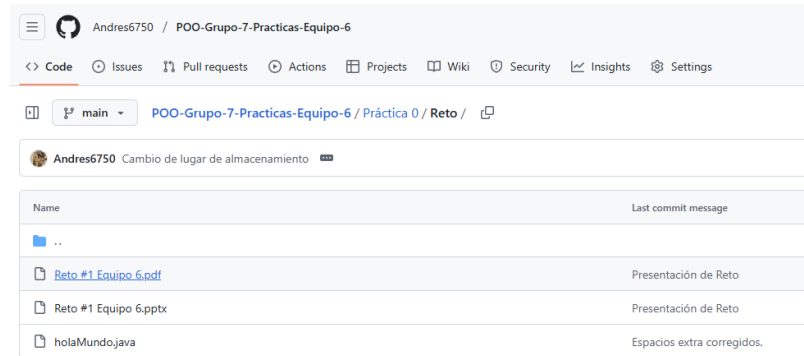 Andres6750 / POO-Grupo-7-Practicas-Equipo-6
Code Issues Pull requests Actions Projects Wiki Security Insights Settings
main POO-Grupo-7-Practicas-Equipo-6 / Práctica 0 / Reto /
Andres6750 Cambio de lugar de almacenamiento
Name Last commit message
..
Reto #1 Equipo 6.pdf Presentación de Reto
Reto #1 Equipo 6.pptx Presentación de Reto
holaMundo.java Espacios extra corregidos.